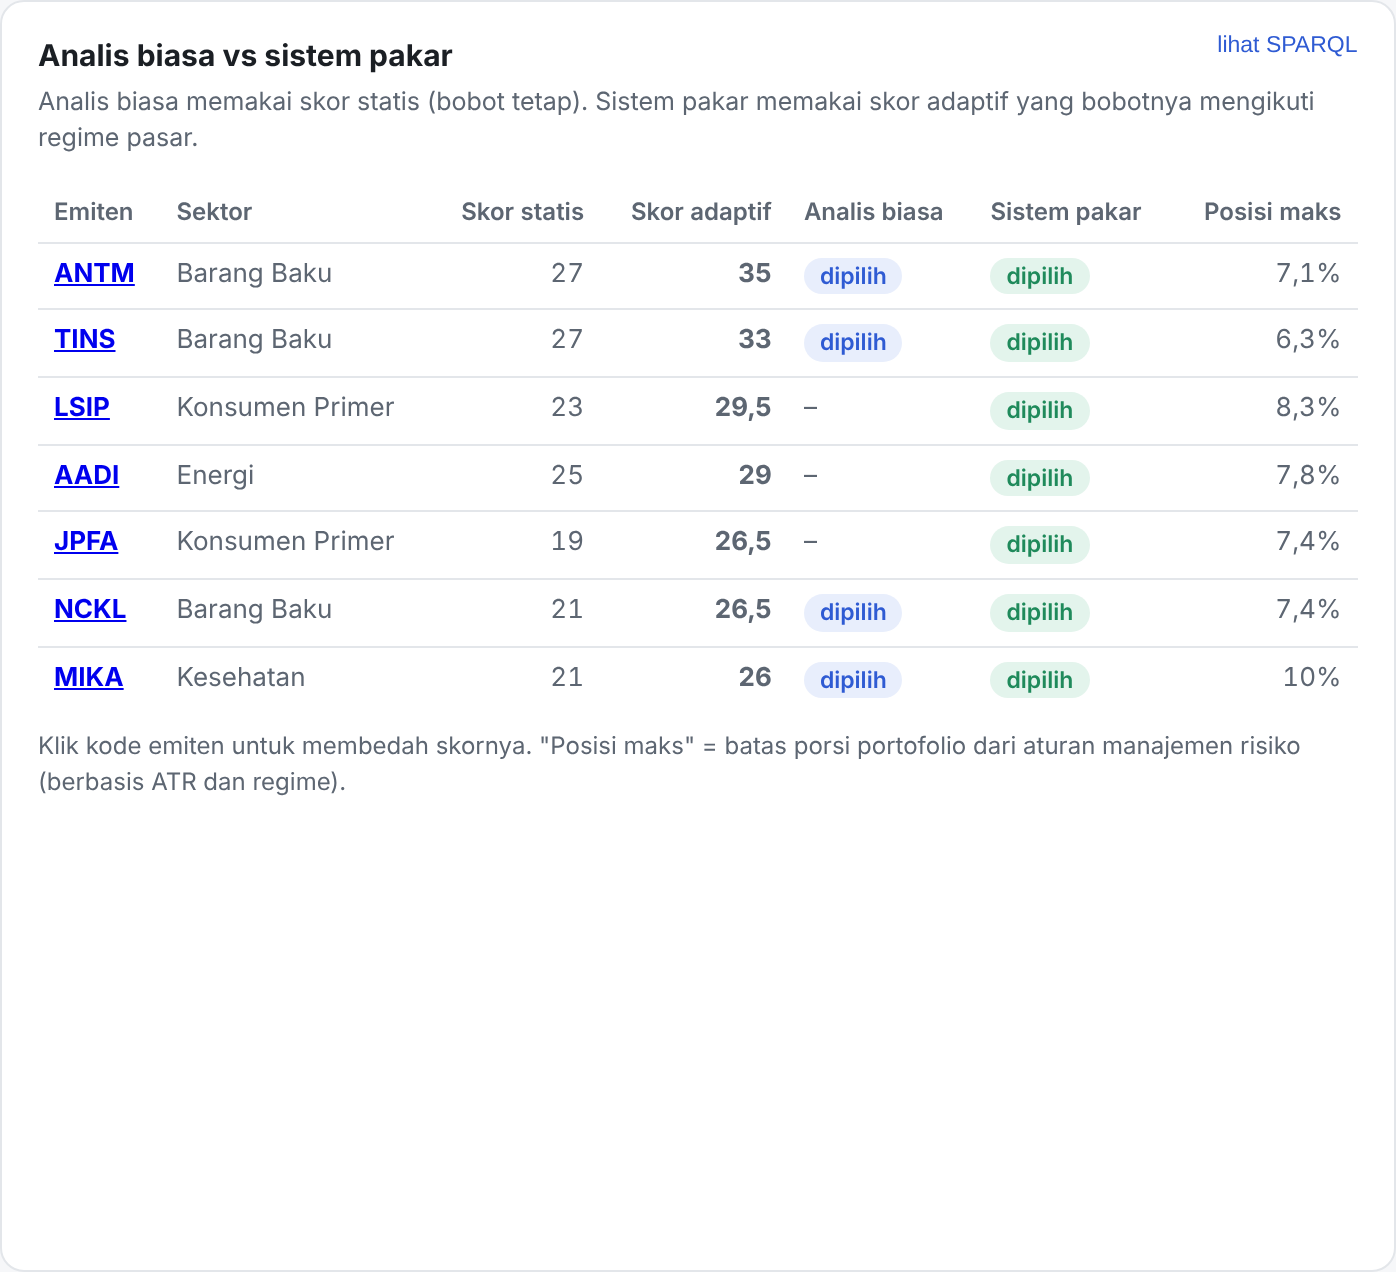 Analis biasa vs sistem pakar
lihat SPARQL
Analis biasa memakai skor statis (bobot tetap). Sistem pakar memakai skor adaptif yang bobotnya mengikuti
regime pasar.
Emiten Sektor Skor statis Skor adaptif Analis biasa Sistem pakar Posisi maks
ANTM Barang Baku 27 35 dipilih dipilih 7,1%
TINS Barang Baku 27 33 dipilih dipilih 6,3%
LSIP Konsumen Primer 23 29,5 – dipilih 8,3%
AADI Energi 25 29 – dipilih 7,8%
JPFA Konsumen Primer 19 26,5 – dipilih 7,4%
NCKL Barang Baku 21 26,5 dipilih dipilih 7,4%
MIKA Kesehatan 21 26 dipilih dipilih 10%
Klik kode emiten untuk membedah skornya. "Posisi maks" = batas porsi portofolio dari aturan manajemen risiko
(berbasis ATR dan regime).